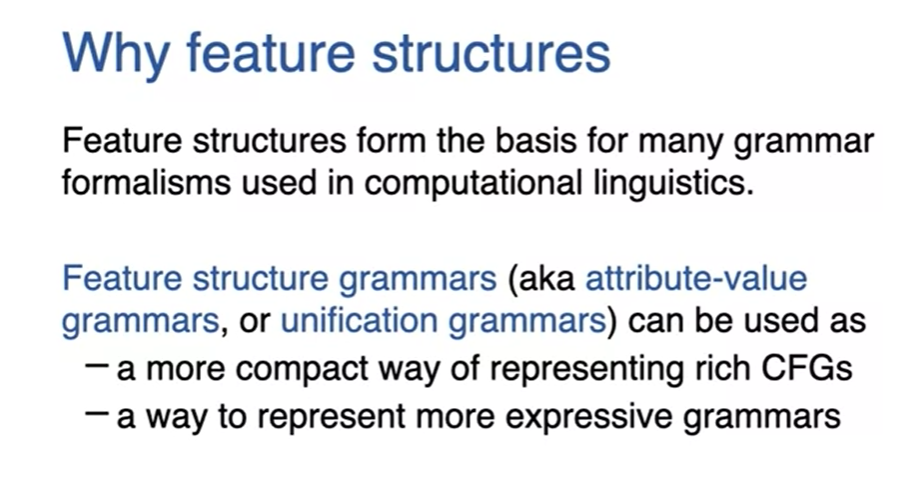 Why feature structures
Feature structures form the basis for many grammar
formalisms used in computational linguistics.
Feature structure grammars (aka attribute-value
grammars, or unification grammars) can be used as
– a more compact way of representing rich CFGs
– a way to represent more expressive grammars